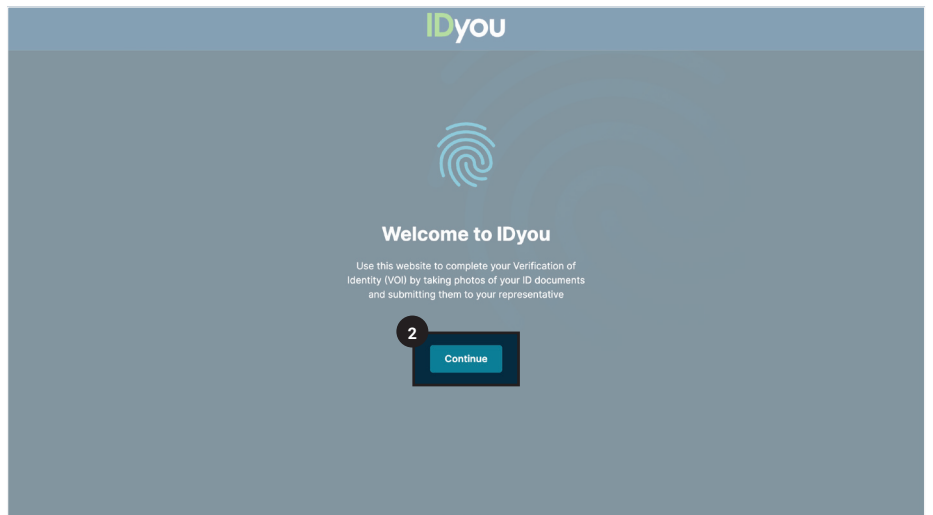 IDyou
Welcome to IDyou
Use this website to complete your Verification of
Identity (VOI) by taking photos of your ID documents
and submitting them to your representative
2
Continue